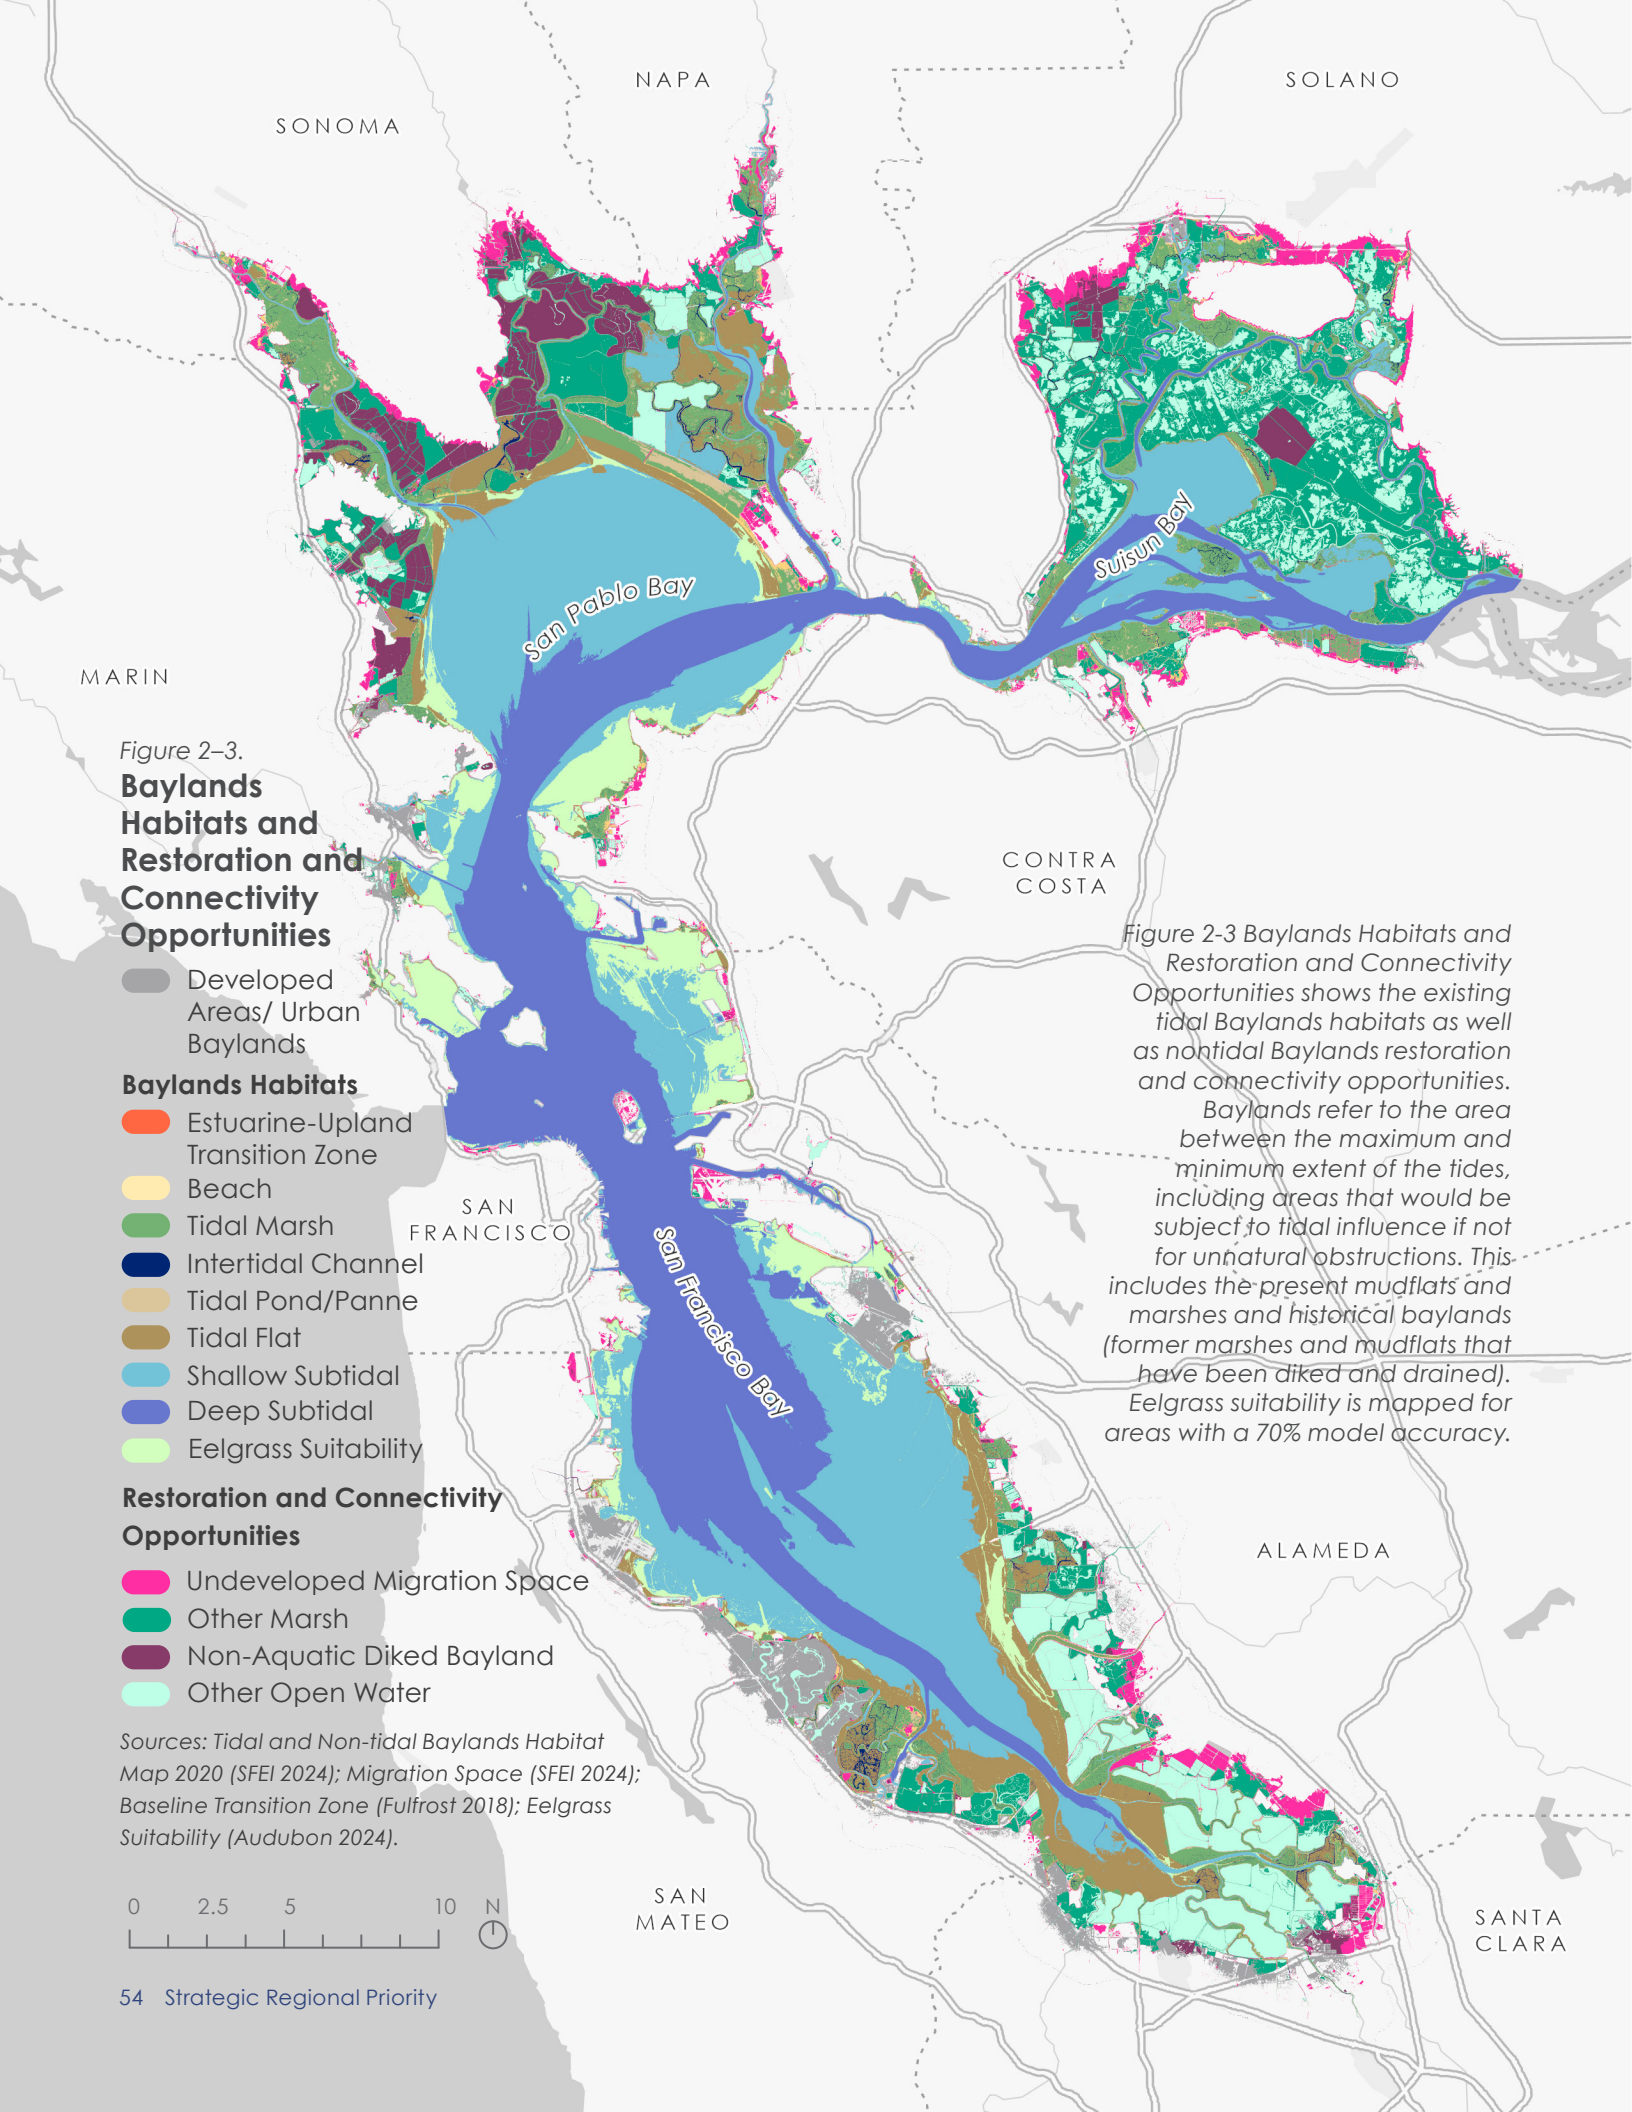 NAPA
SOLANO
SONOMA
Suisun Bay
San Pablo Bay
MARIN
Figure 2–3.
Baylands
Habitats and
Restoration and
Connectivity
Opportunities
Developed
Areas/ Urban
Baylands
Baylands Habitats
Estuarine-Upland
Transition Zone
Beach
Tidal Marsh
Intertidal Channel
Tidal Pond/Panne
Tidal Flat
Shallow Subtidal
Deep Subtidal
Eelgrass Suitability
Restoration and Connectivity
Opportunities
Undeveloped Migration Space
Other Marsh
Non-Aquatic Diked Bayland
Other Open Water
Sources: Tidal and Non-tidal Baylands Habitat
Map 2020 (SFEI 2024); Migration Space (SFEI 2024);
Baseline Transition Zone (Fulfrost 2018); Eelgrass
Suitability (Audubon 2024).
0 2.5 5 10 N
CONTRA
COSTA
Figure 2-3 Baylands Habitats and
Restoration and Connectivity
Opportunities shows the existing
tidal Baylands habitats as well
as nontidal Baylands restoration
and connectivity opportunities.
Baylands refer to the area
between the maximum and
minimum extent of the tides,
including areas that would be
subject to tidal influence if not
for unnatural obstructions. This
includes the present mudflats and
marshes and historical baylands
(former marshes and mudflats that
have been diked and drained).
Eelgrass suitability is mapped for
areas with a 70% model accuracy.
SAN
FRANCISCO
San Francisco Bay
ALAMEDA
SAN
MATEO
SANTA
CLARA
54 Strategic Regional Priority